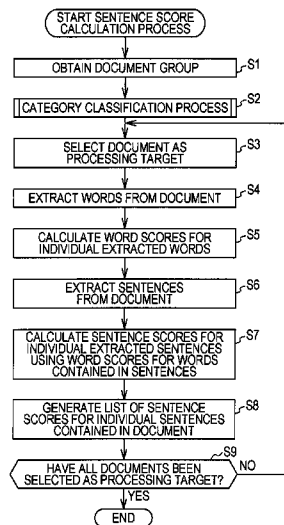 START SENTENCE SCORE
CALCULATION PROCESS
S1
OBTAIN DOCUMENT GROUP
S2
CATEGORY CLASSIFICATION PROCESS
S3
SELECT DOCUMENT AS
PROCESSING TARGET
S4
EXTRACT WORDS FROM DOCUMENT
S5
CALCULATE WORD SCORES FOR
INDIVIDUAL EXTRACTED WORDS
S6
EXTRACT SENTENCES
FROM DOCUMENT
S7
CALCULATE SENTENCE SCORES FOR
INDIVIDUAL EXTRACTED SENTENCES
USING WORD SCORES FOR WORDS
CONTAINED IN SENTENCES
S8
GENERATE LIST OF SENTENCE
SCORES FOR INDIVIDUAL SENTENCES
CONTAINED IN DOCUMENT
S9
HAVE ALL DOCUMENTS BEEN
SELECTED AS PROCESSING TARGET?
NO
YES
END